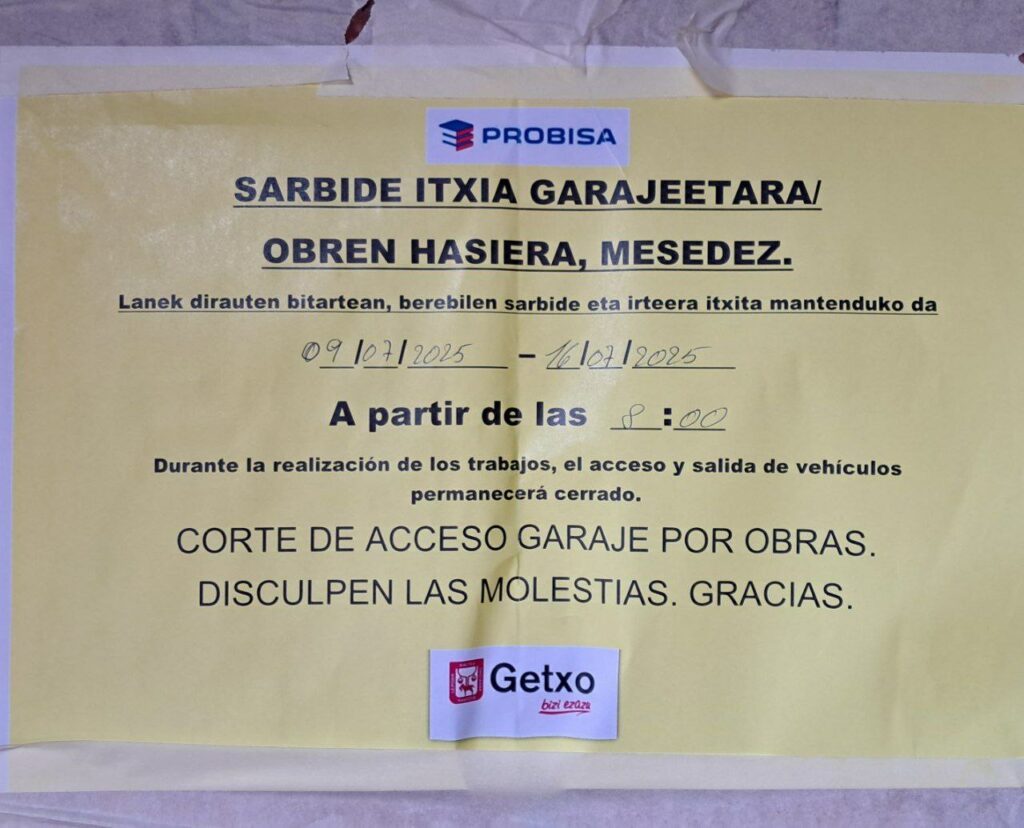 PROBISA
SARBIDE ITXIA GARAJEETARA/
OBREN HASIERA, MESEDEZ.
Lanek dirauten bitartean, berebilen sarbide eta irteera itxita mantenduko da
09/07/2025 – 16/07/2025
A partir de las 8:00
Durante la realización de los trabajos, el acceso y salida de vehículos
permanecerá cerrado.
CORTE DE ACCESO GARAJE POR OBRAS.
DISCULPEN LAS MOLESTIAS. GRACIAS.
Getxo
bizi ezazu